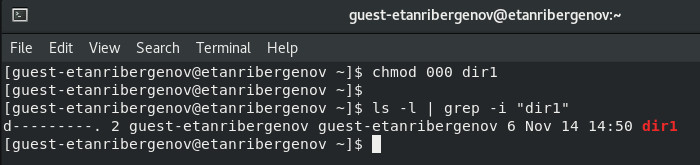 guest-etanribergenov@etanribergenov:~
File Edit View Search Terminal Help
[guest-etanribergenov@etanribergenov ~]$ chmod 000 dir1
[guest-etanribergenov@etanribergenov ~]$
[guest-etanribergenov@etanribergenov ~]$ ls -l | grep -i "dir1"
d---------. 2 guest-etanribergenov guest-etanribergenov 6 Nov 14 14:50 dir1
[guest-etanribergenov@etanribergenov ~]$